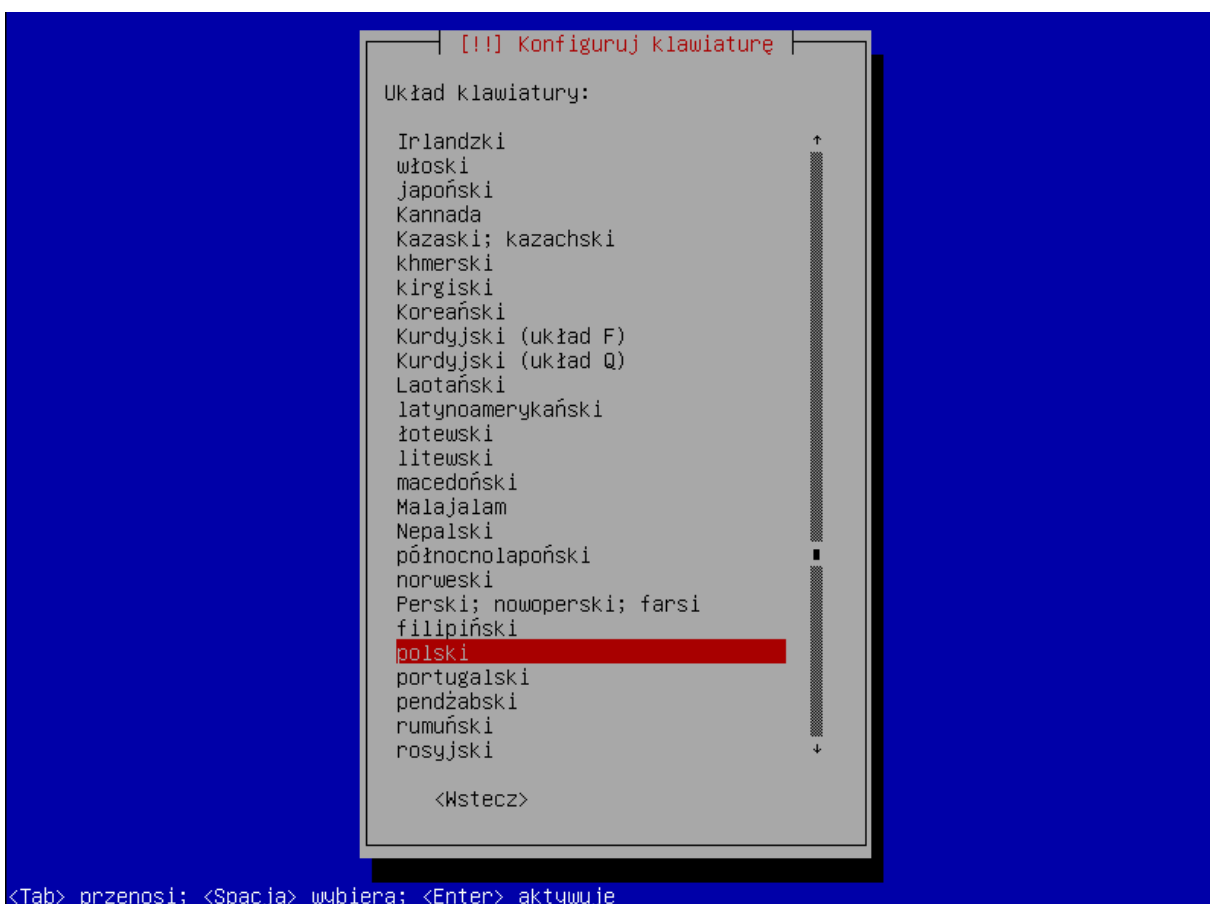 [!!] Konfiguruj klawiaturę
Układ klawiatury:
Irlandzki
włoski
japoński
Kannada
Kazaski; kazachski
khmerski
kirgiski
Koreański
Kurdyjski (układ F)
Kurdyjski (układ Q)
Laotański
latynoamerykański
łotewski
litewski
macedoński
Malajalam
Nepalski
północnolapoński
norweski
Perski; nowoperski; farsi
filipiński
polski
portugalski
pendżabski
rumuński
rosyjski
<Wstecz>
<Tab> przenosi; <Spacja> wybiera; <Enter> aktywuje